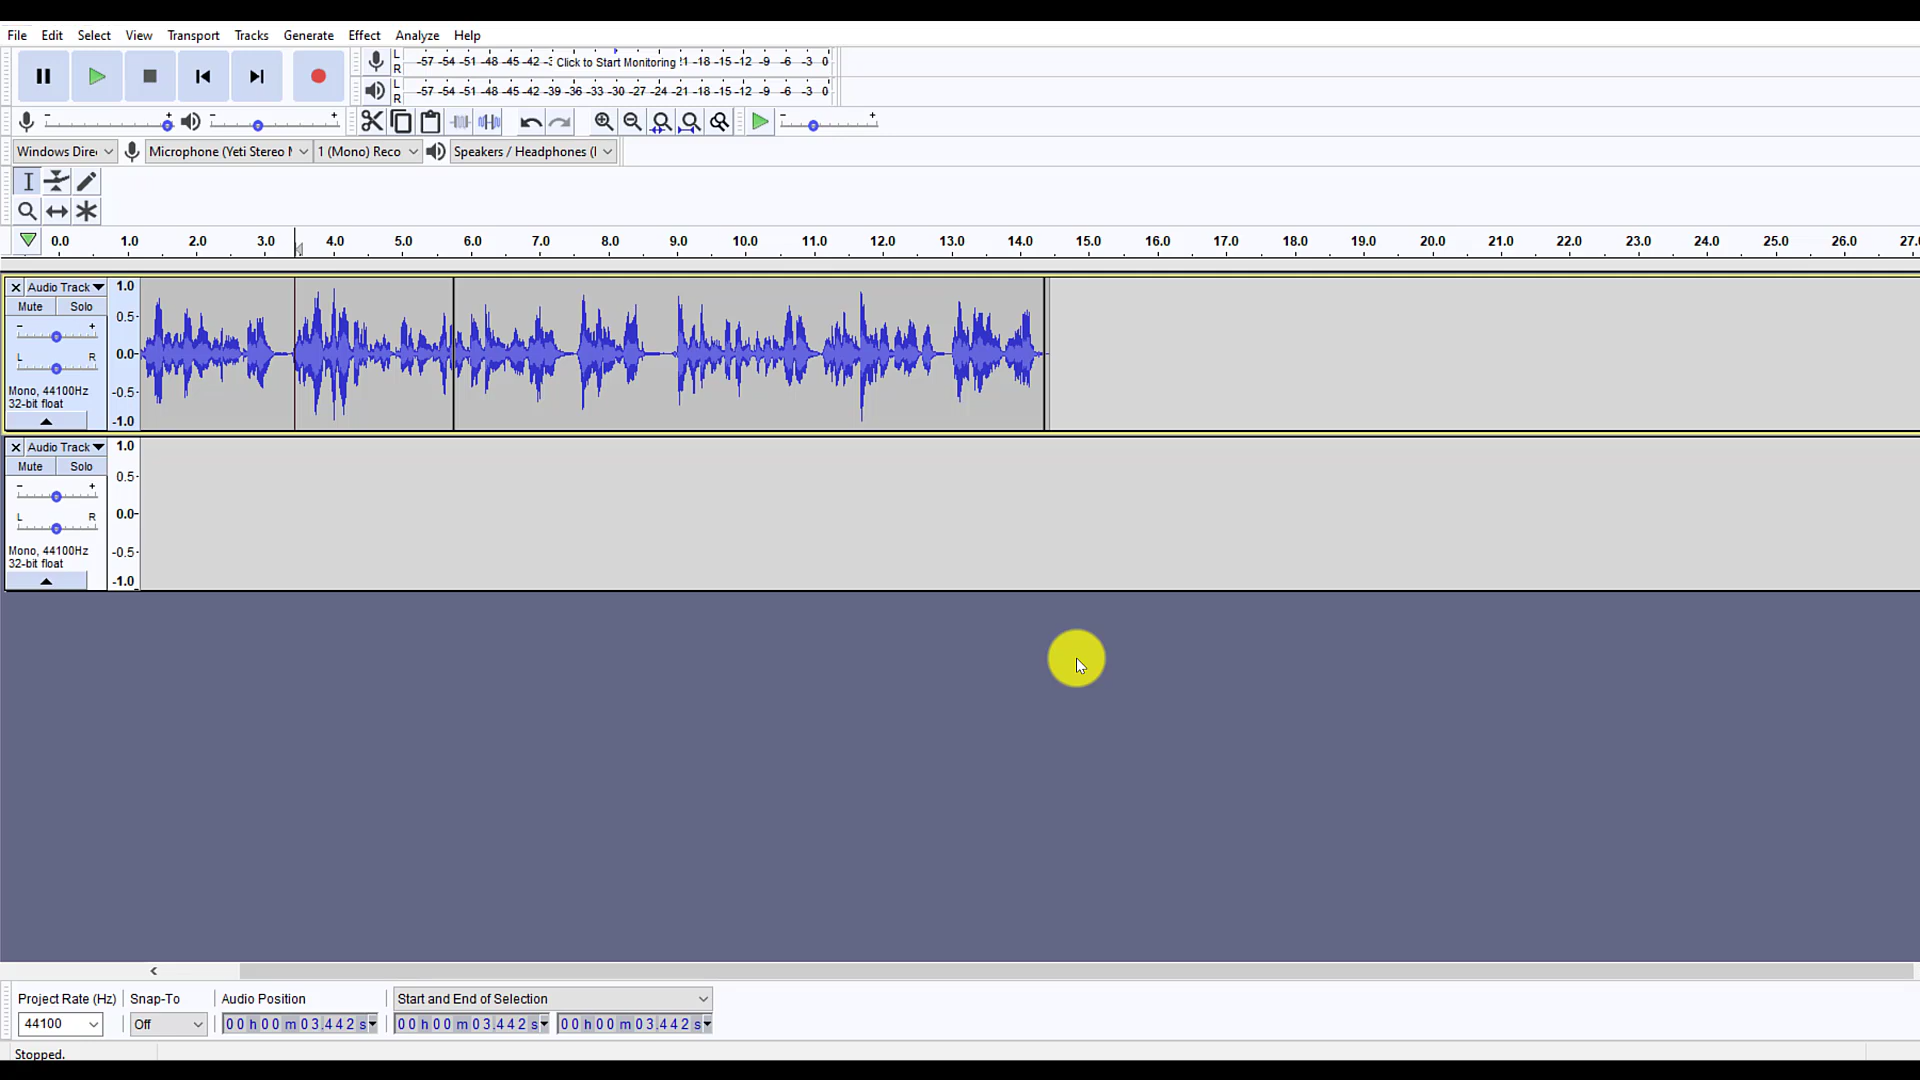 File Edit Select View Transport Tracks Generate Effect Analyze Help
L R -57 -54 -51 -48 -45 -42 -3 Click to Start Monitoring !1 -18 -15 -12 -9 -6 -3 0
L R -57 -54 -51 -48 -45 -42 -39 -36 -33 -30 -27 -24 -21 -18 -15 -12 -9 -6 -3 0
- + - + - +
Windows Direc Microphone (Yeti Stereo M 1 (Mono) Reco Speakers / Headphones (I
0.0 1.0 2.0 3.0 4.0 5.0 6.0 7.0 8.0 9.0 10.0 11.0 12.0 13.0 14.0 15.0 16.0 17.0 18.0 19.0 20.0 21.0 22.0 23.0 24.0 25.0 26.0 27.0
× Audio Track 1.0
Mute Solo 0.5
- +
0.0
L R
Mono, 44100Hz -0.5
32-bit float
-1.0
× Audio Track 1.0
Mute Solo 0.5
- +
0.0
L R
Mono, 44100Hz -0.5
32-bit float
-1.0
Project Rate (Hz) Snap-To Audio Position Start and End of Selection
44100 Off 00 h 00 m 03.442 s 00 h 00 m 03.442 s 00 h 00 m 03.442 s
Stopped.